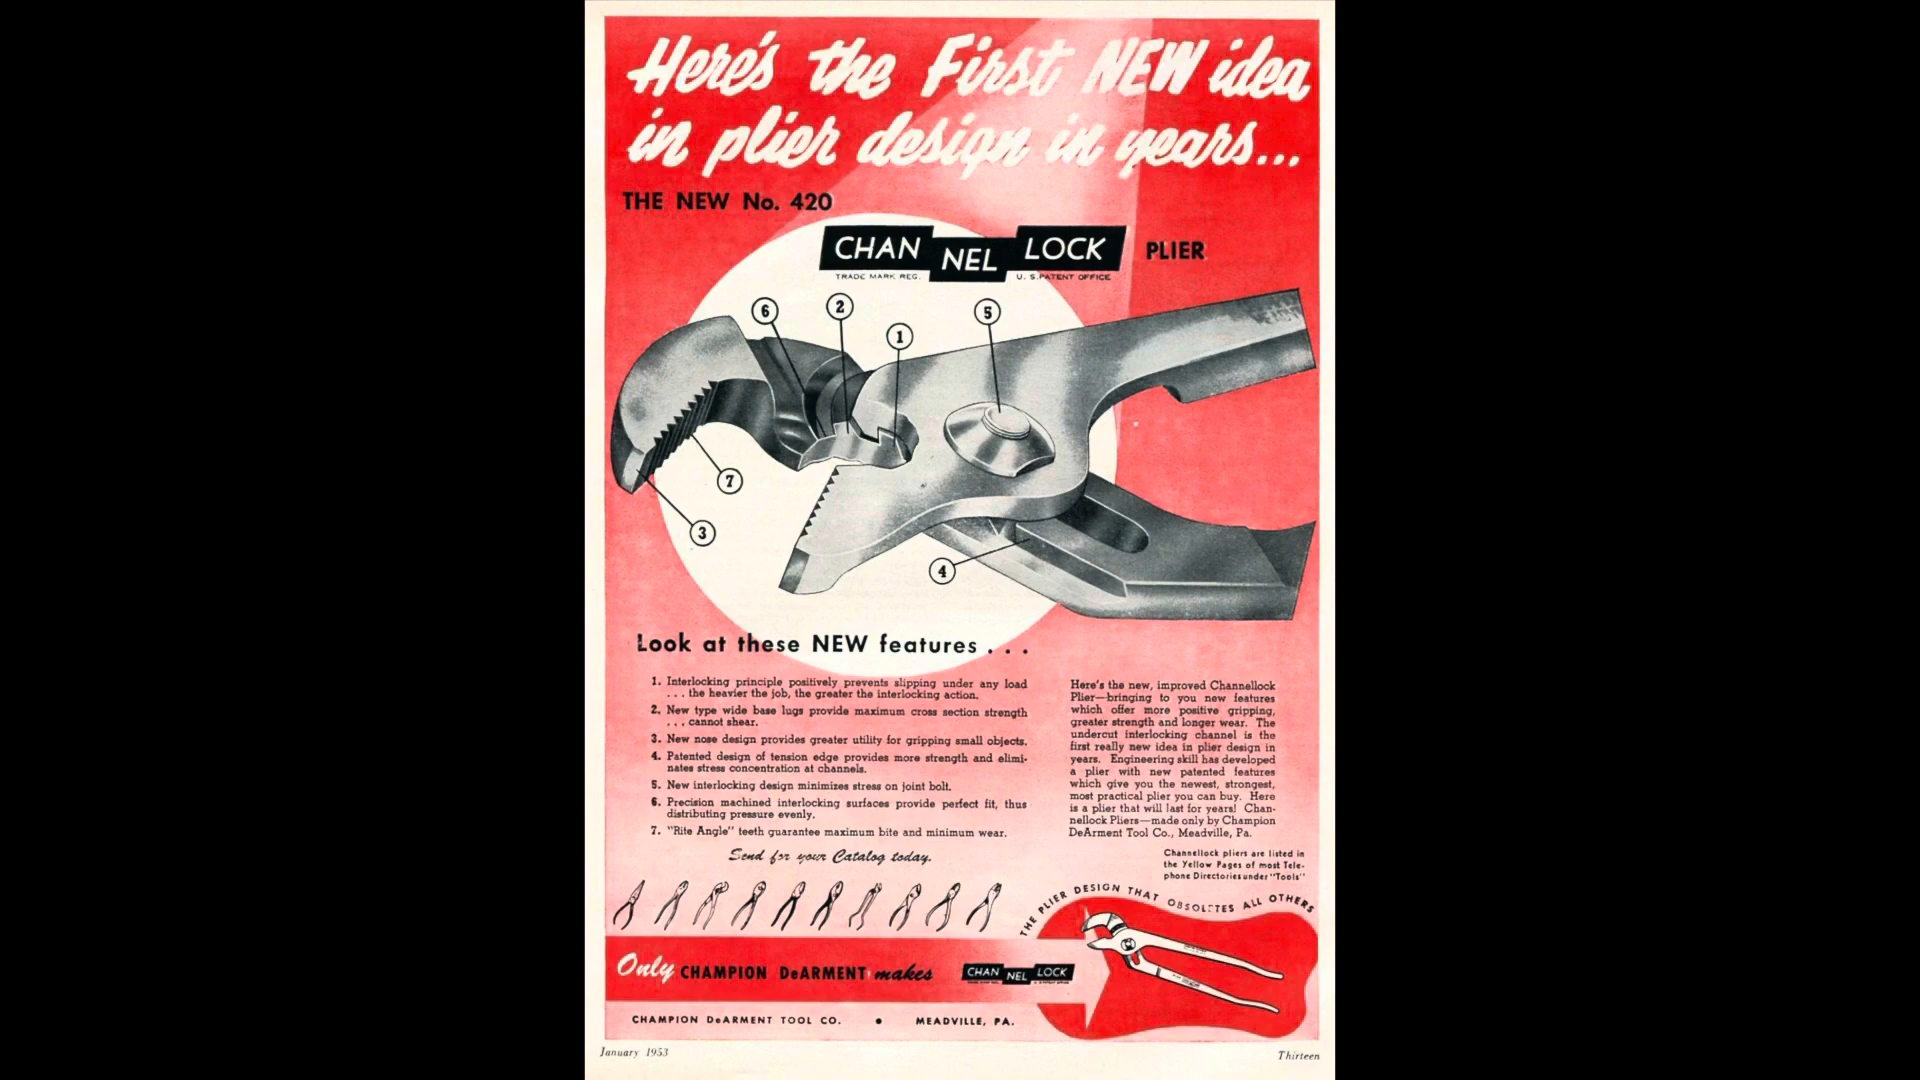 Here's the First NEW idea
in plier design in years...
THE NEW No. 420
CHANNELLOCK PLIER
TRADE MARK REG. U. S. PATENT OFFICE
6
2
1
5
7
3
4
Look at these NEW features . . .
1. Interlocking principle positively prevents slipping under any load
. . . the heavier the job, the greater the interlocking action.
2. New type wide base lugs provide maximum cross section strength
. . . cannot shear.
3. New nose design provides greater utility for gripping small objects.
4. Patented design of tension edge provides more strength and elimi-
nates stress concentration at channels.
5. New interlocking design minimizes stress on joint bolt.
6. Precision machined interlocking surfaces provide perfect fit, thus
distributing pressure evenly.
7. "Rite Angle" teeth guarantee maximum bite and minimum wear.
Send for your Catalog today.
Here's the new, improved Channellock
Plier—bringing to you new features
which offer more positive gripping,
greater strength and longer wear. The
undercut interlocking channel is the
first really new idea in plier design in
years. Engineering skill has developed
a plier with new patented features
which give you the newest, strongest,
most practical plier you can buy. Here
is a plier that will last for years! Chan-
nellock Pliers—made only by Champion
DeArment Tool Co., Meadville, Pa.
Channellock pliers are listed in
the Yellow Pages of most Tele-
phone Directories under "Tools"
THE PLIER DESIGN THAT OBSOLETES ALL OTHERS
Only CHAMPION DeARMENT makes CHANNELLOCK
CHAMPION DeARMENT TOOL CO. • MEADVILLE, PA.
January 1953
Thirteen